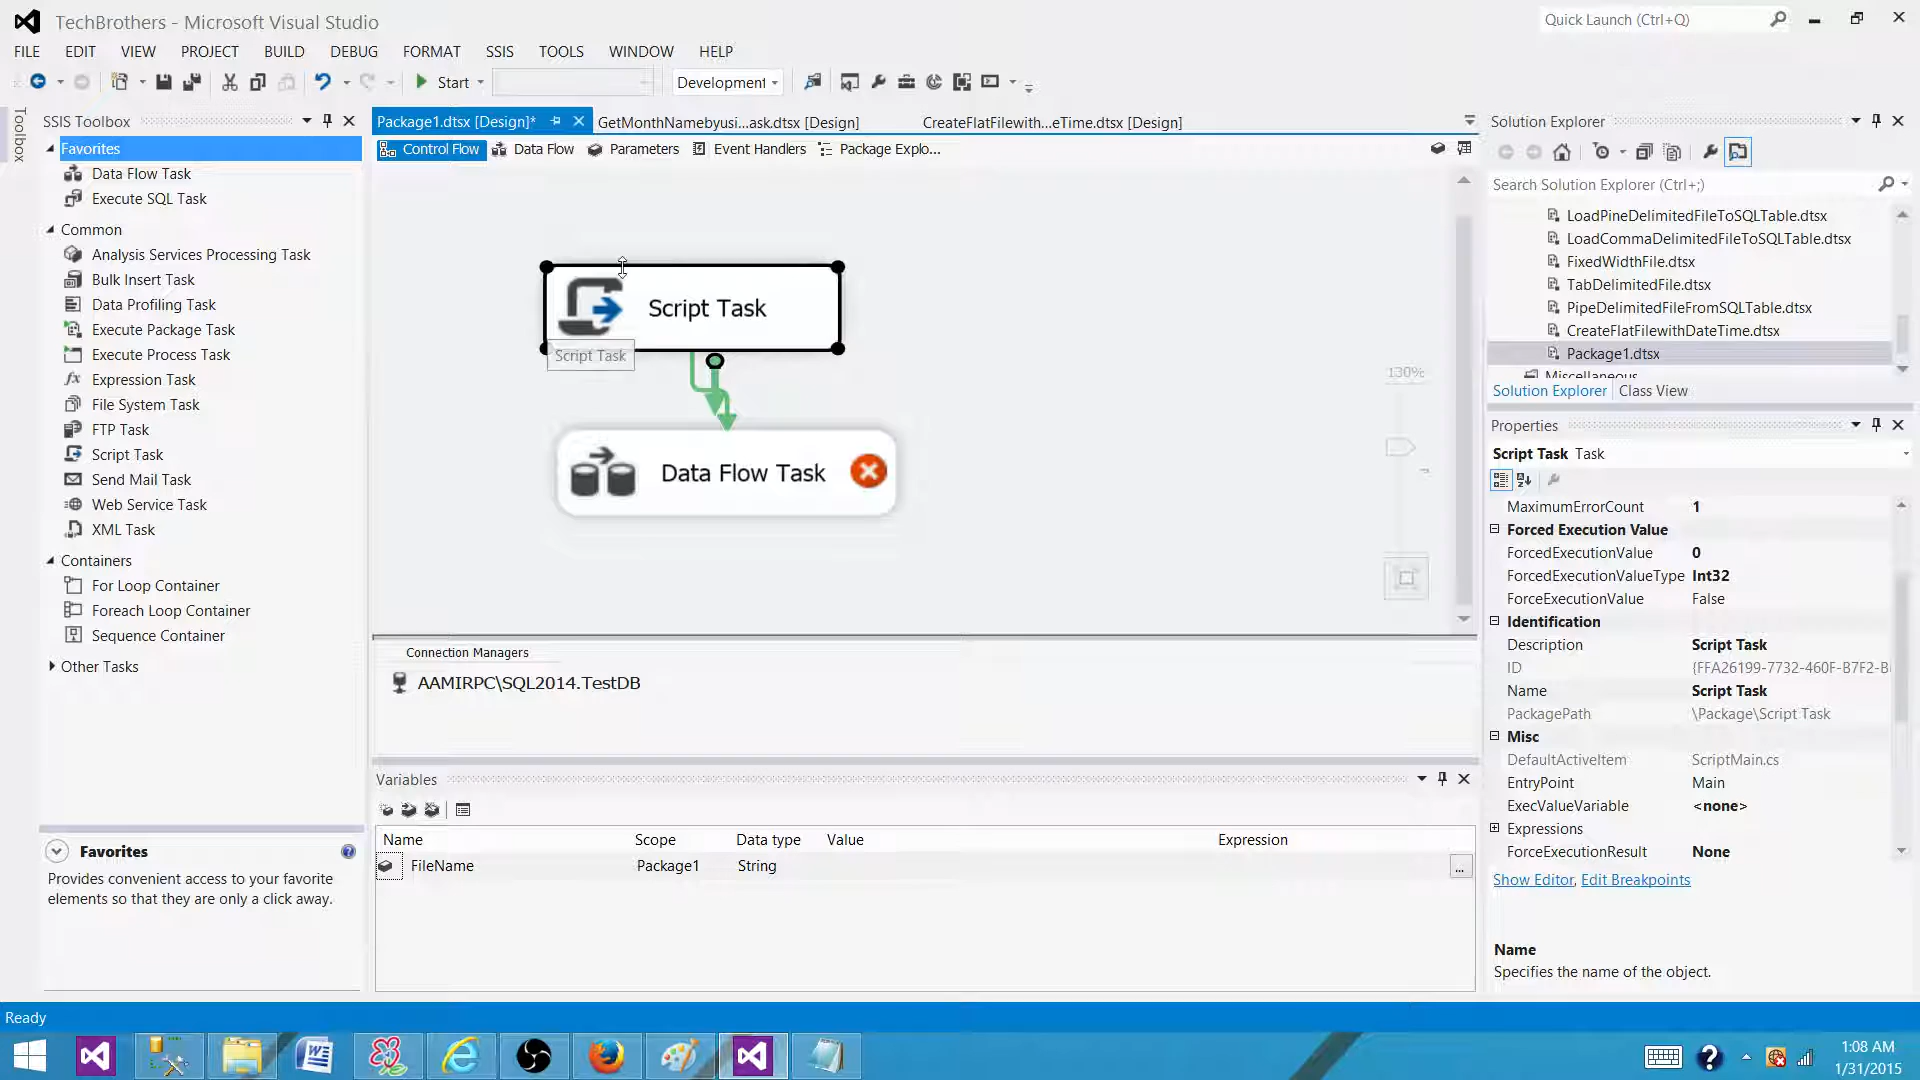 TechBrothers - Microsoft Visual Studio
Quick Launch (Ctrl+Q)
FILE EDIT VIEW PROJECT BUILD DEBUG FORMAT SSIS TOOLS WINDOW HELP
Start
Development
Toolbox
SSIS Toolbox
Favorites
Data Flow Task
Execute SQL Task
Common
Analysis Services Processing Task
Bulk Insert Task
Data Profiling Task
Execute Package Task
Execute Process Task
Expression Task
File System Task
FTP Task
Script Task
Send Mail Task
Web Service Task
XML Task
Containers
For Loop Container
Foreach Loop Container
Sequence Container
Other Tasks
Favorites
Provides convenient access to your favorite
elements so that they are only a click away.
Package1.dtsx [Design]*
GetMonthNamebyusi...ask.dtsx [Design]
CreateFlatFilewith...eTime.dtsx [Design]
Control Flow
Data Flow
Parameters
Event Handlers
Package Explo...
Script Task
Script Task
Data Flow Task
130%
Connection Managers
AAMIRPC\SQL2014.TestDB
Variables
Name Scope Data type Value Expression
FileName Package1 String
...
Solution Explorer
Search Solution Explorer (Ctrl+;)
LoadPineDelimitedFileToSQLTable.dtsx
LoadCommaDelimitedFileToSQLTable.dtsx
FixedWidthFile.dtsx
TabDelimitedFile.dtsx
PipeDelimitedFileFromSQLTable.dtsx
CreateFlatFilewithDateTime.dtsx
Package1.dtsx
Miscellaneous
Solution Explorer Class View
Properties
Script Task Task
MaximumErrorCount 1
Forced Execution Value
ForcedExecutionValue 0
ForcedExecutionValueType Int32
ForceExecutionValue False
Identification
Description Script Task
ID {FFA26199-7732-460F-B7F2-B
Name Script Task
PackagePath \Package\Script Task
Misc
DefaultActiveItem ScriptMain.cs
EntryPoint Main
ExecValueVariable <none>
Expressions
ForceExecutionResult None
Show Editor, Edit Breakpoints
Name
Specifies the name of the object.
Ready
1:08 AM
1/31/2015